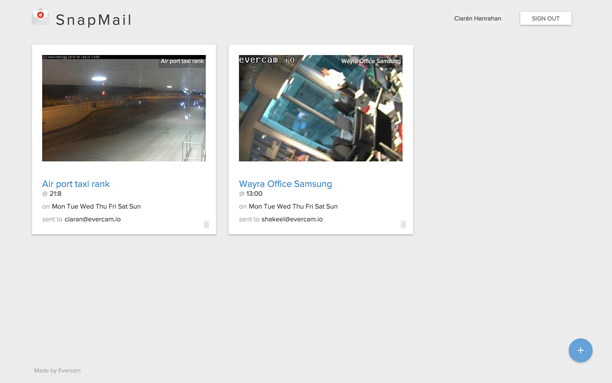 SnapMail
Ciarán Hanrahan
SIGN OUT
Air port taxi rank
evercam.io
Wayra Office Samsung
Air port taxi rank
@ 21:8
on Mon Tue Wed Thu Fri Sat Sun
sent to ciaran@evercam.io
Wayra Office Samsung
@ 13:00
on Mon Tue Wed Thu Fri Sat Sun
sent to shakeel@evercam.io
+
Made by Evercam